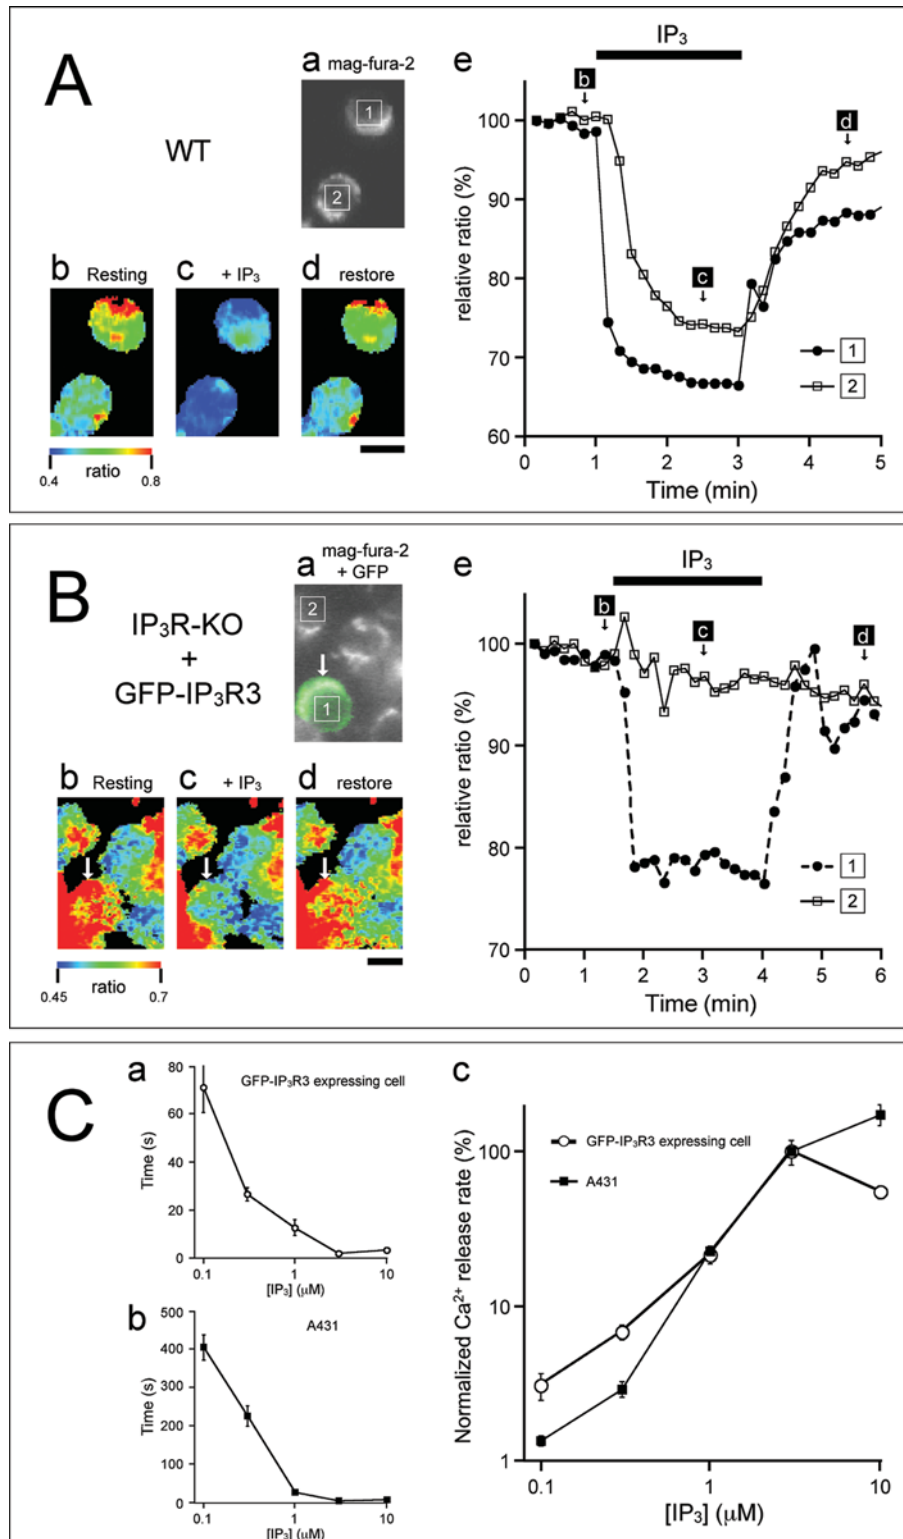 A
WT
a mag-fura-2
1
2
b Resting
c + IP₃
d restore
0.4 ratio 0.8
e
IP₃
b
c
d
relative ratio (%)
100
90
80
70
60
0 1 2 3 4 5
Time (min)
1
2
B
IP₃R-KO
+
GFP-IP₃R3
a mag-fura-2
+ GFP
2
1
b Resting
c + IP₃
d restore
0.45 ratio 0.7
e
IP₃
b
c
d
relative ratio (%)
100
90
80
70
0 1 2 3 4 5 6
Time (min)
1
2
C
a
GFP-IP₃R3 expressing cell
Time (s)
80
60
40
20
0
0.1 1 10
[IP₃] (μM)
b
A431
Time (s)
500
400
300
200
100
0
0.1 1 10
[IP₃] (μM)
c
GFP-IP₃R3 expressing cell
A431
Normalized Ca²⁺ release rate (%)
100
10
1
0.1 1 10
[IP₃] (μM)